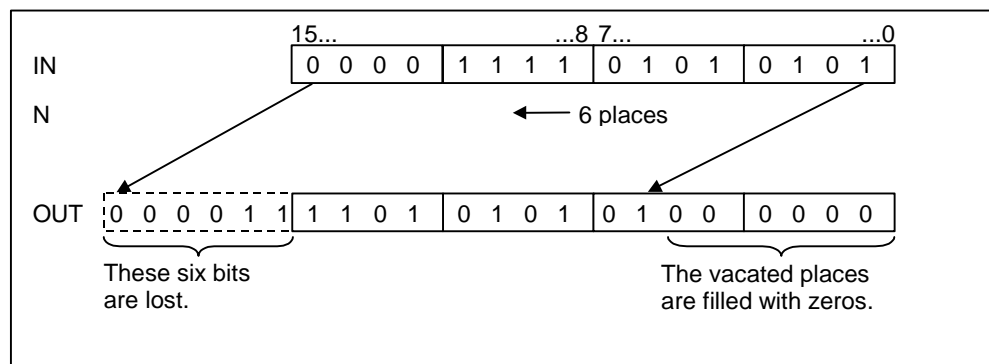 15... ...8 7... ...0
IN 0 0 0 0 1 1 1 1 0 1 0 1 0 1 0 1
N 6 places
OUT 0 0 0 0 1 1 1 1 0 1 0 1 0 1 0 1 0 0 0 0 0 0
These six bits The vacated places
are lost. are filled with zeros.